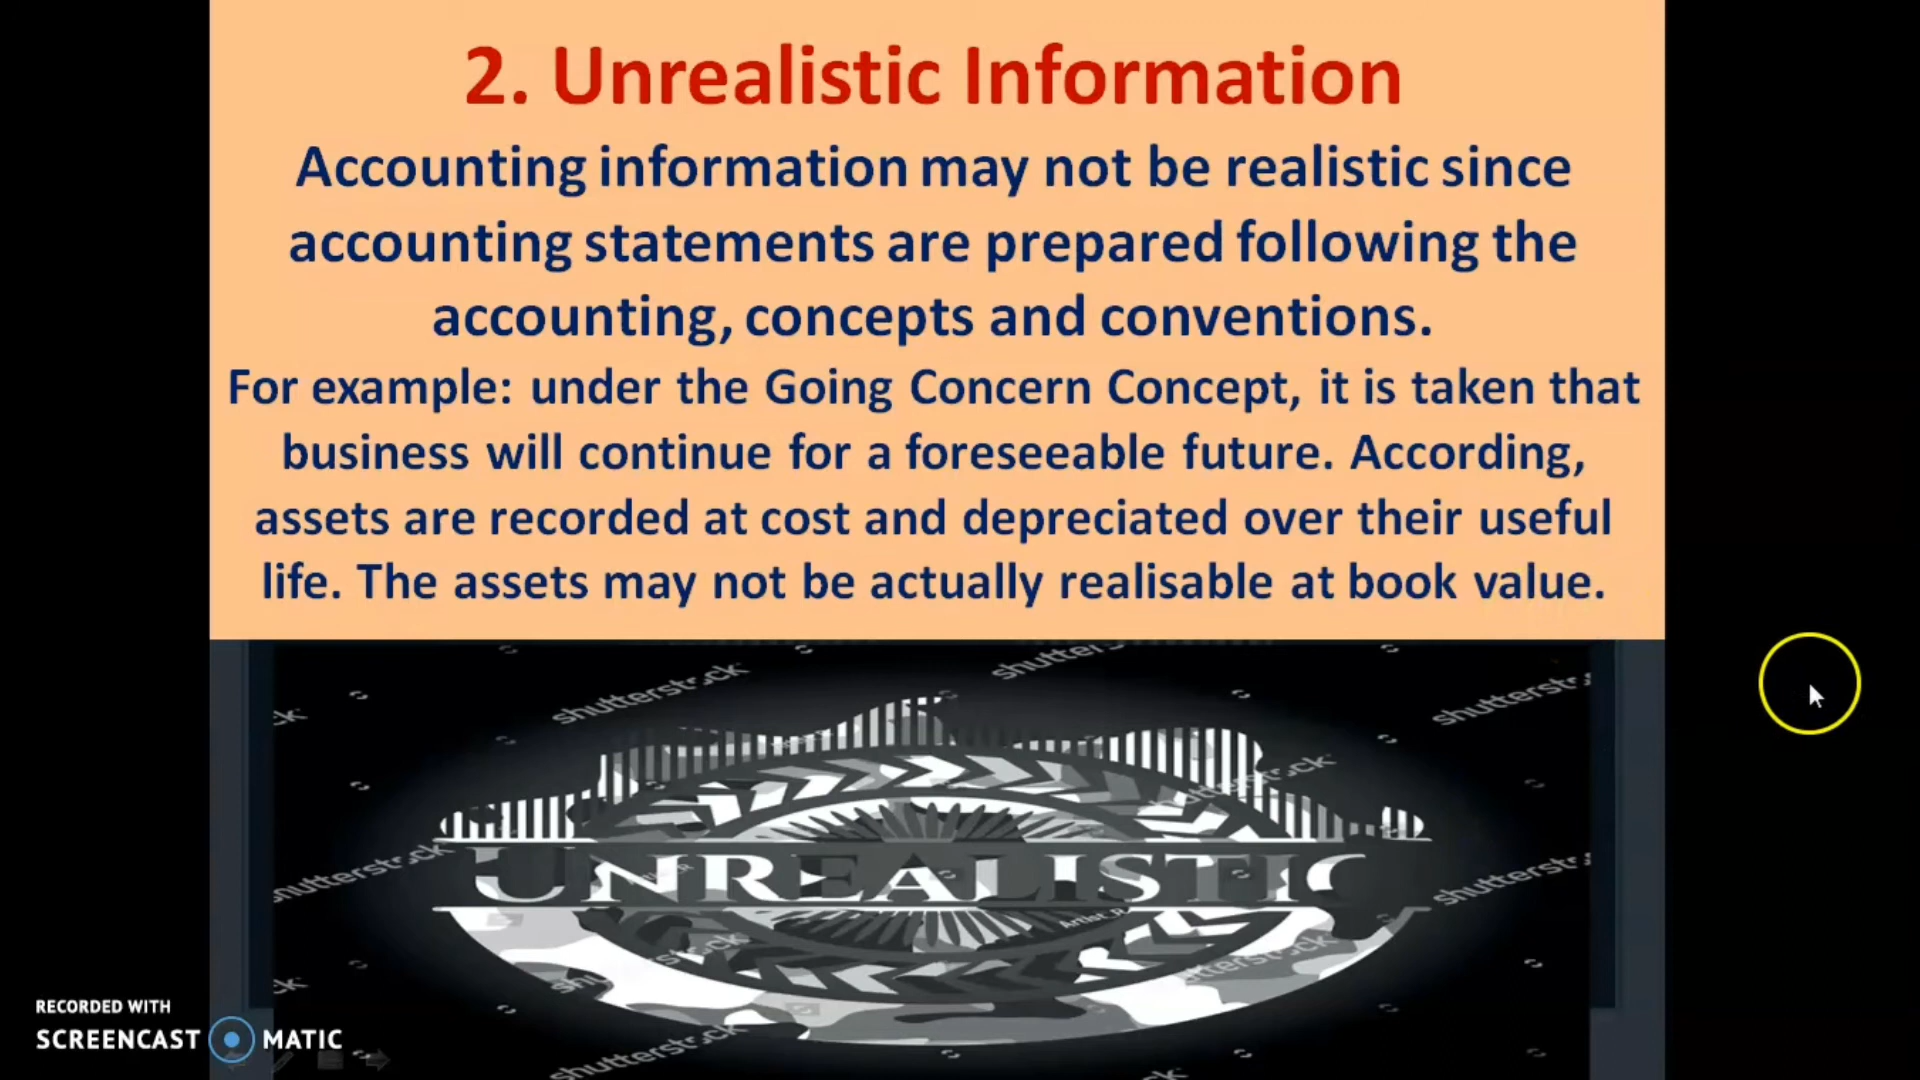 2. Unrealistic Information
Accounting information may not be realistic since
accounting statements are prepared following the
accounting, concepts and conventions.
For example: under the Going Concern Concept, it is taken that
business will continue for a foreseeable future. According,
assets are recorded at cost and depreciated over their useful
life. The assets may not be actually realisable at book value.
shutterstock
shutterstock
UNREALISTIC
RECORDED WITH
SCREENCAST MATIC